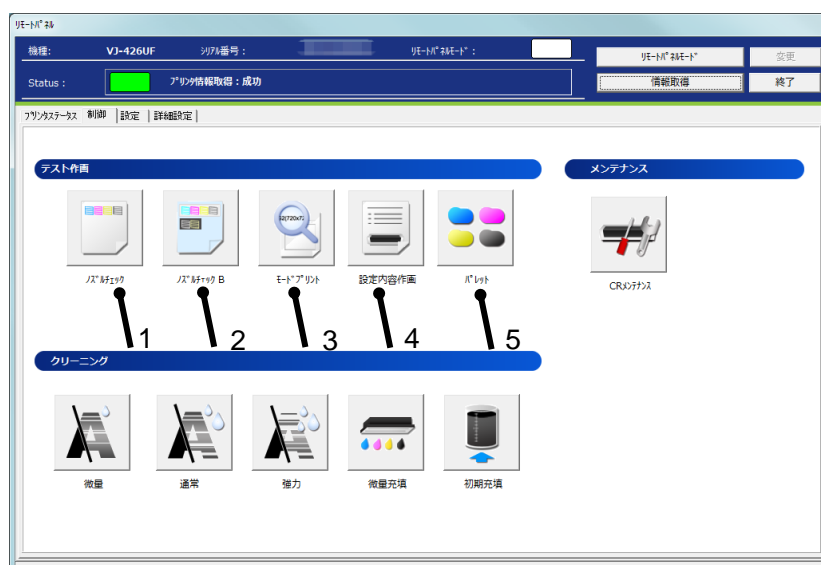 リモートパネル
機種: VJ-426UF シリアル番号： リモートパネルモード：
リモートパネルモード 変更
Status : プリンタ情報取得：成功
情報取得 終了
プリンタステータス 制御 設定 詳細設定
テスト作画 メンテナンス
ノズルチェック ノズルチェック B モードプリント 設定内容作画 パレット
CRメンテナンス
1 2 3 4 5
クリーニング
微量 通常 強力 微量充填 初期充填